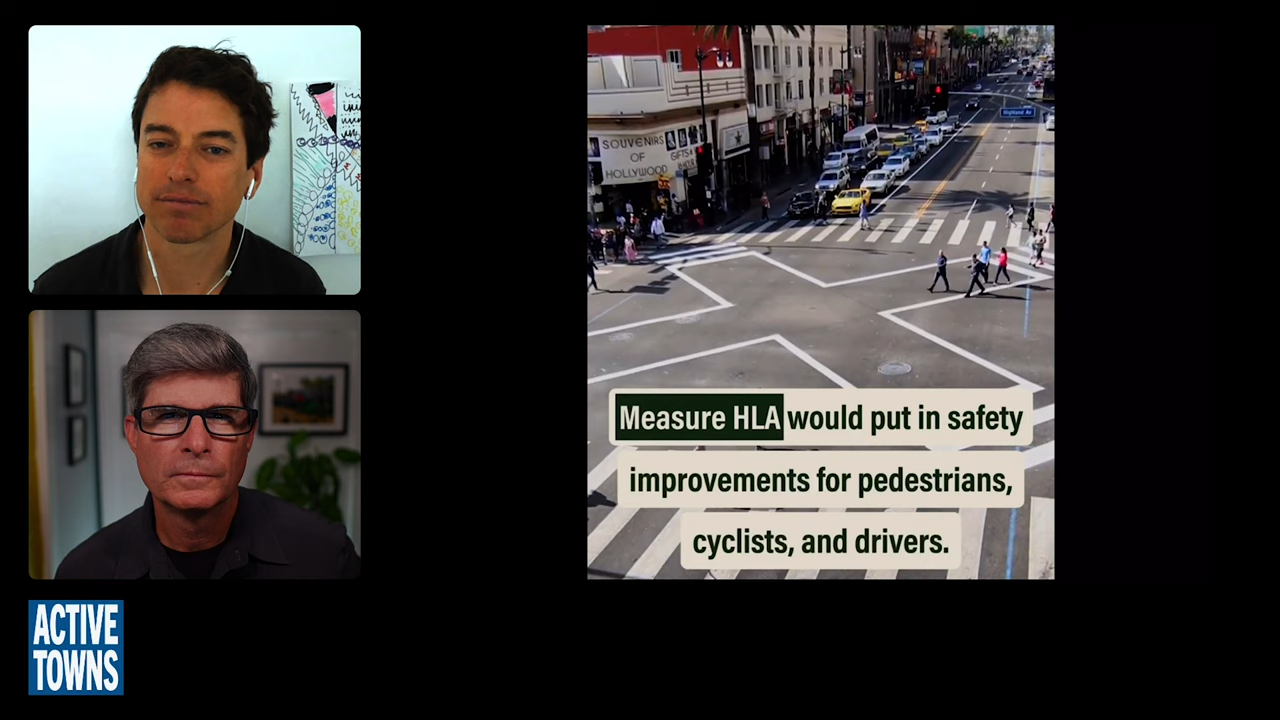 SOUVENIRS
OF
HOLLYWOOD
GIFTS
Highland Av
Measure HLA would put in safety
improvements for pedestrians,
cyclists, and drivers.
ACTIVE
TOWNS